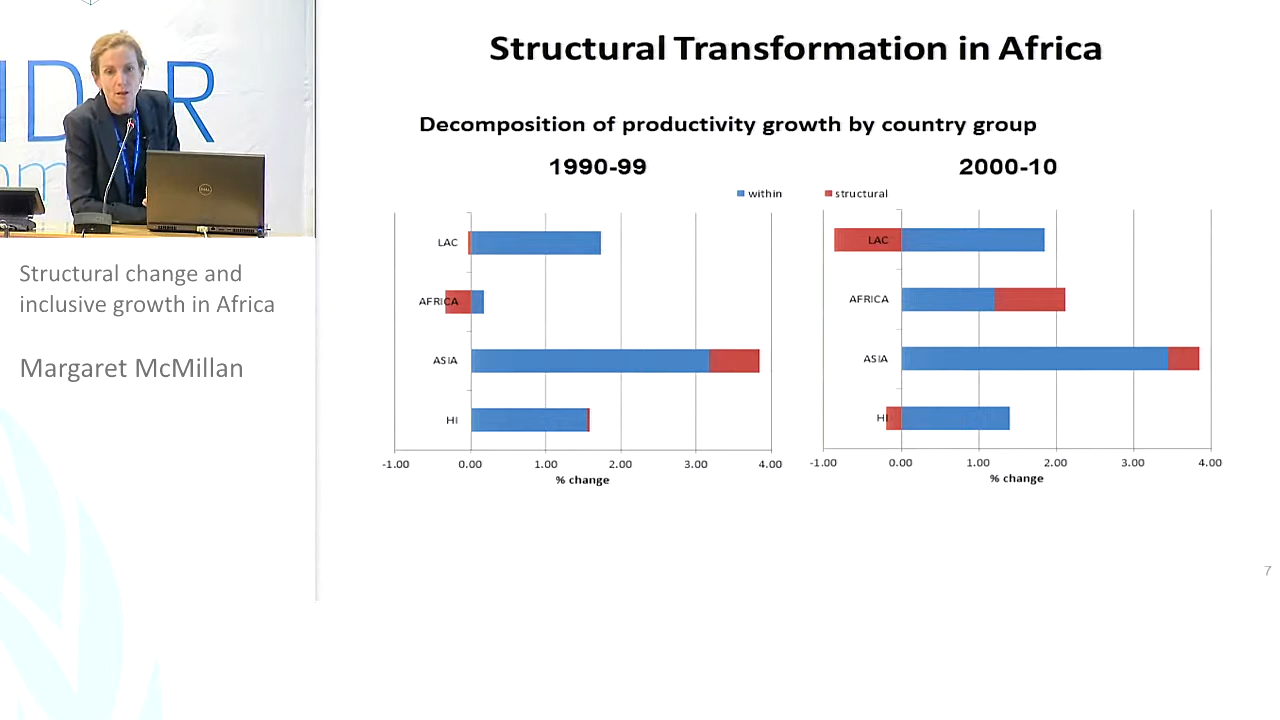 Structural Transformation in Africa
Decomposition of productivity growth by country group
1990-99
2000-10
within
structural
LAC
AFRICA
ASIA
HI
-1.00 0.00 1.00 2.00 3.00 4.00
% change
LAC
AFRICA
ASIA
HI
-1.00 0.00 1.00 2.00 3.00 4.00
% change
7
DELL
Structural change and
inclusive growth in Africa
Margaret McMillan